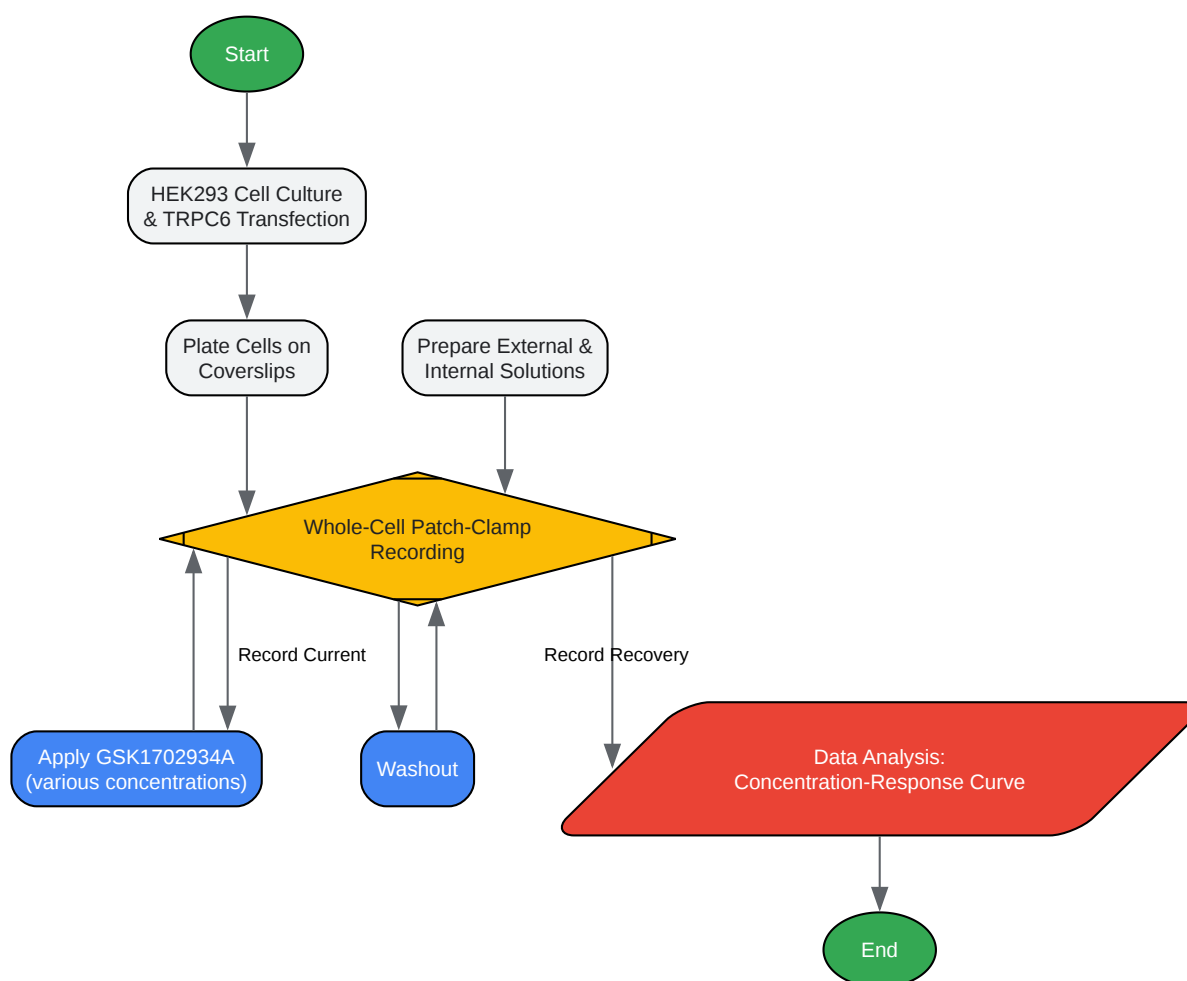 Start
HEK293 Cell Culture
& TRPC6 Transfection
Plate Cells on
Coverslips
Prepare External &
Internal Solutions
Whole-Cell Patch-Clamp
Recording
Record Current
Record Recovery
Apply GSK1702934A
(various concentrations)
Washout
Data Analysis:
Concentration-Response Curve
End